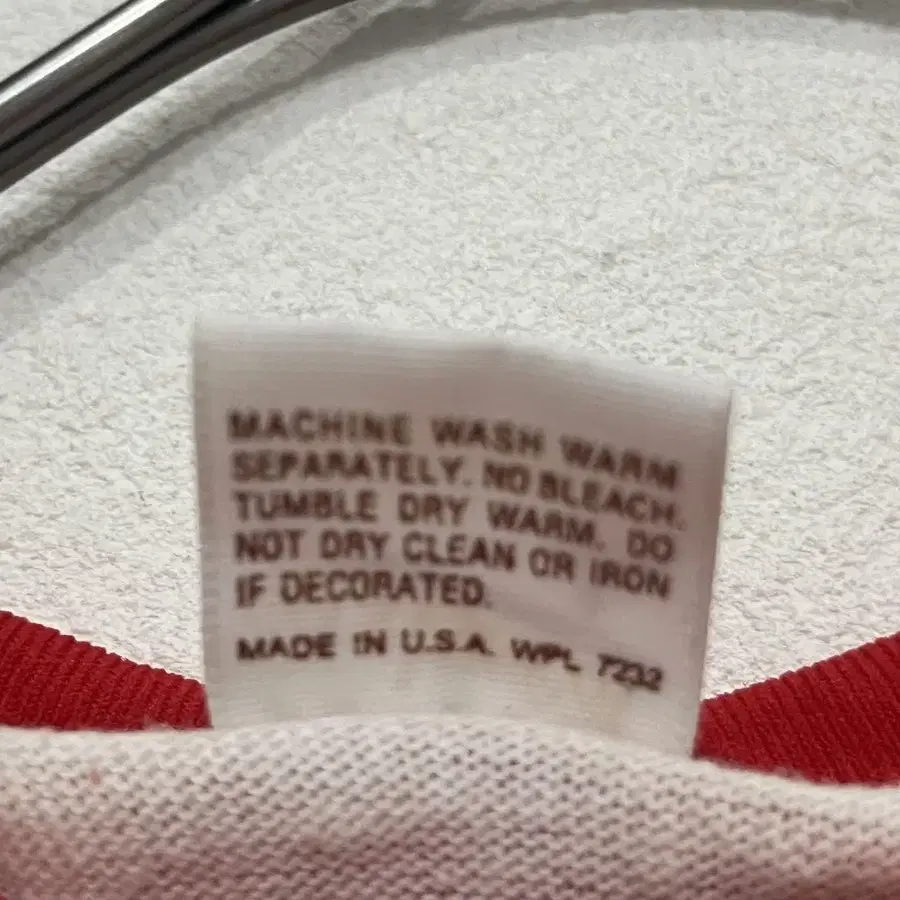 MACHINE WASH WARM
SEPARATELY. NO BLEACH.
TUMBLE DRY WARM. DO
NOT DRY CLEAN OR IRON
IF DECORATED.
MADE IN U.S.A. WPL 7232